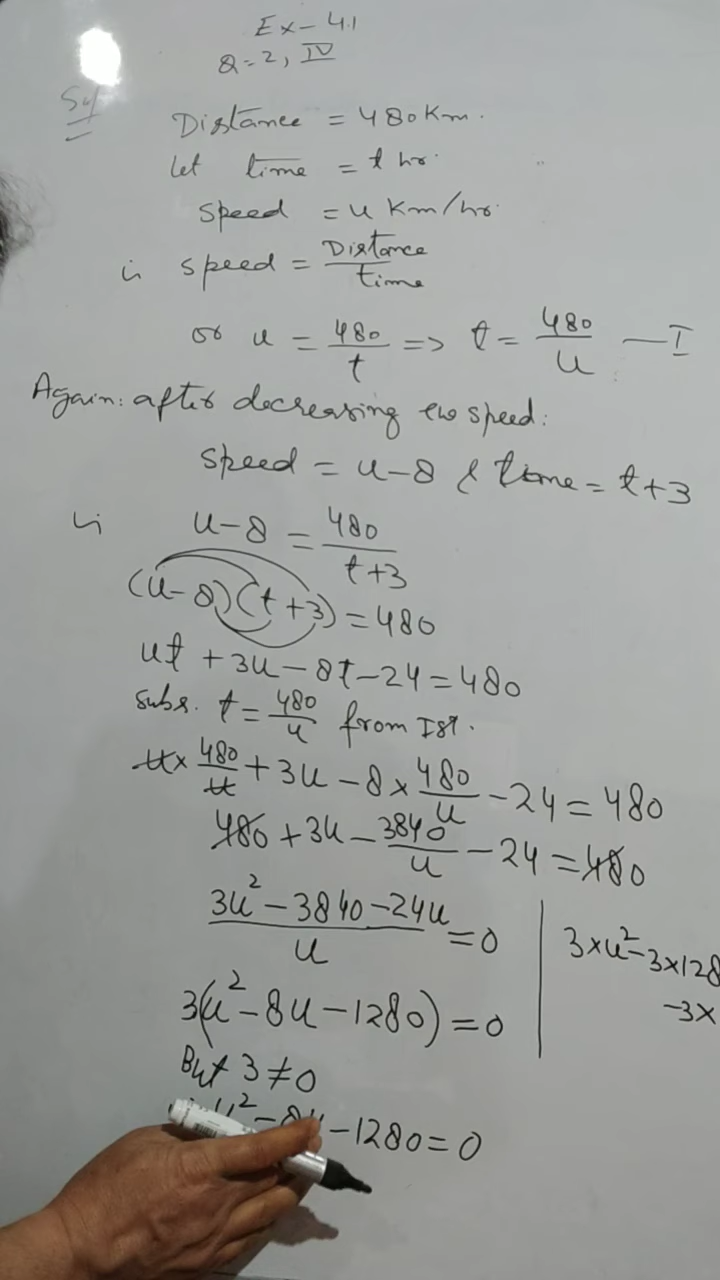 Ex-4.1
Q=2, IV
Sol
Distance = 480 Km.
Let time = t hr.
Speed = u Km/hr.
∴ speed = Distance/time
or u = 480/t => t = 480/u —I
Again: after decreasing the speed:
Speed = u-8 & time = t+3
∴ u-8 = 480/t+3
(u-8)(t+3) = 480
ut + 3u - 8t - 24 = 480
subs. t = 480/u from Ist.
u× 480/u + 3u - 8× 480/u - 24 = 480
480 + 3u - 3840/u - 24 = 480
3u² - 3840 - 24u/u = 0
3×u² - 3×128
-3×
3(u² - 8u - 1280) = 0
But 3 ≠ 0
u² - 8u - 1280 = 0